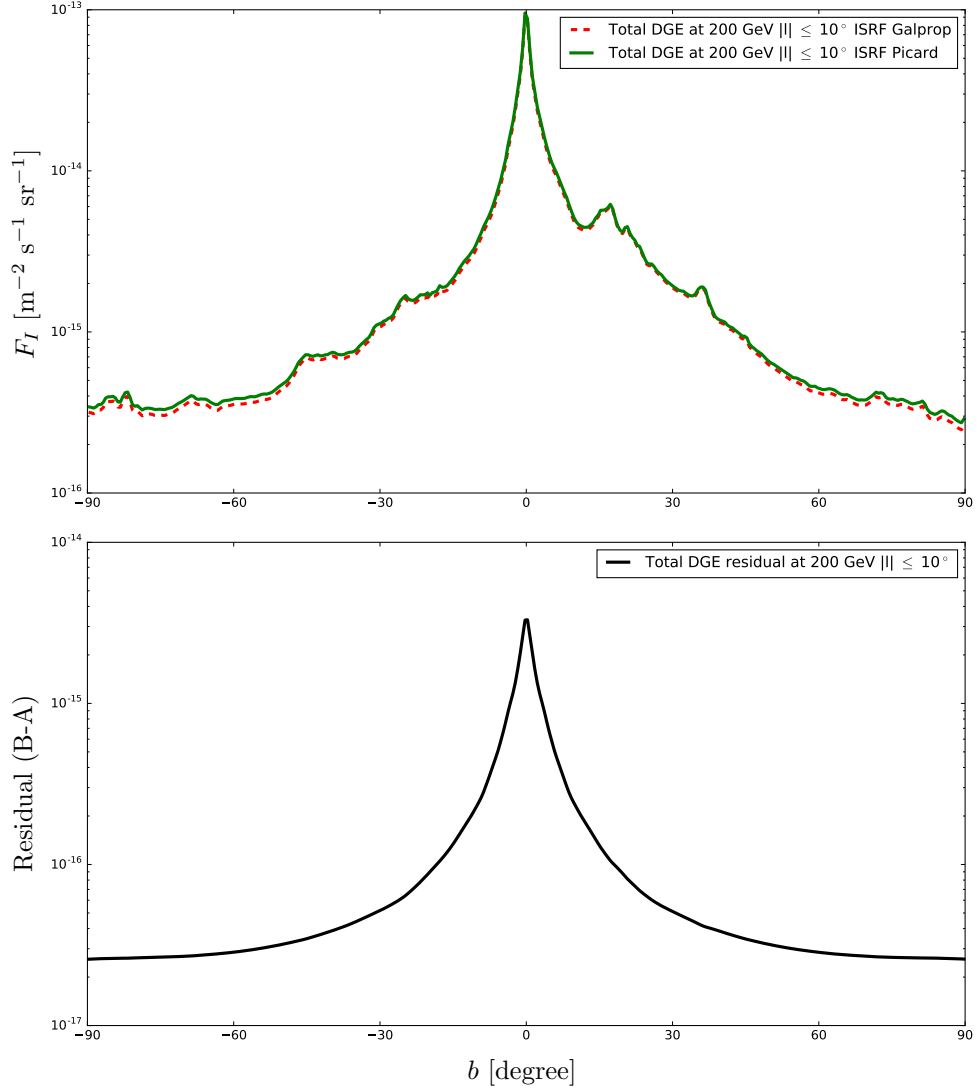 10⁻¹³
Total DGE at 200 GeV |l| ≤ 10° ISRF Galprop
Total DGE at 200 GeV |l| ≤ 10° ISRF Picard
10⁻¹⁴
F_I [m⁻² s⁻¹ sr⁻¹]
10⁻¹⁵
10⁻¹⁶
−90 −60 −30 0 30 60 90
10⁻¹⁴
Total DGE residual at 200 GeV |l| ≤ 10°
10⁻¹⁵
Residual (B-A)
10⁻¹⁶
10⁻¹⁷
−90 −60 −30 0 30 60 90
b [degree]